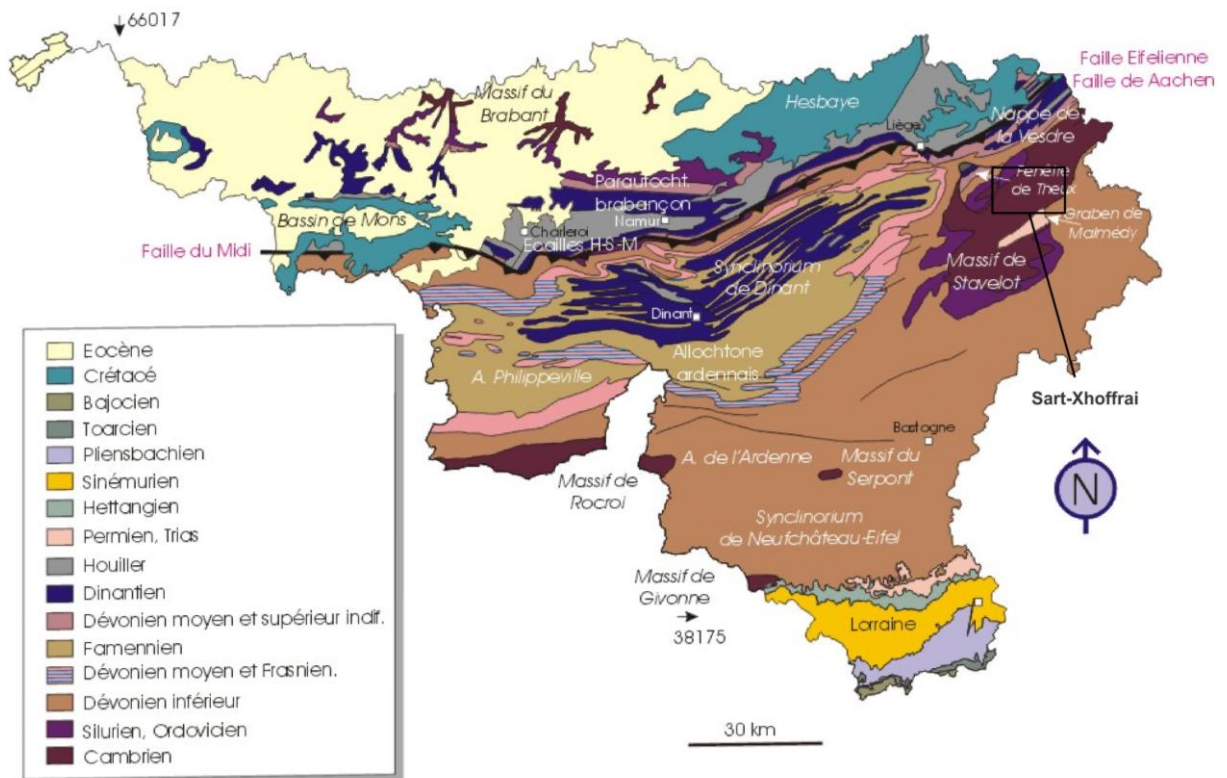 66017
Faille Eifelienne
Faille de Aachen
Massif du
Brabant
Hesbaye
Nappe de
la Vesdre
Liège
Fenêtre
de Theux
Parautocht.
brabançon
Namur
Graben de
Malmédy
Bassin de Mons
Charleroi
Ecailles H-S-M
Faille du Midi
Massif de
Stavelot
Synclinorium
de Dinant
Dinant
Allochtone
ardennais
A. Philippeville
Sart-Xhoffrai
Bastogne
A. de l'Ardenne
Massif du
Serpont
Massif de
Rocroi
N
Synclinorium
de Neufchâteau-Eifel
Massif de
Givonne
38175
Lorraine
30 km
Eocène
Crétacé
Bajocien
Toarcien
Pliensbachien
Sinémurien
Hettangien
Permien, Trias
Houiller
Dinantien
Dévonien moyen et supérieur indif.
Famennien
Dévonien moyen et Frasnien.
Dévonien inférieur
Silurien, Ordovicien
Cambrien